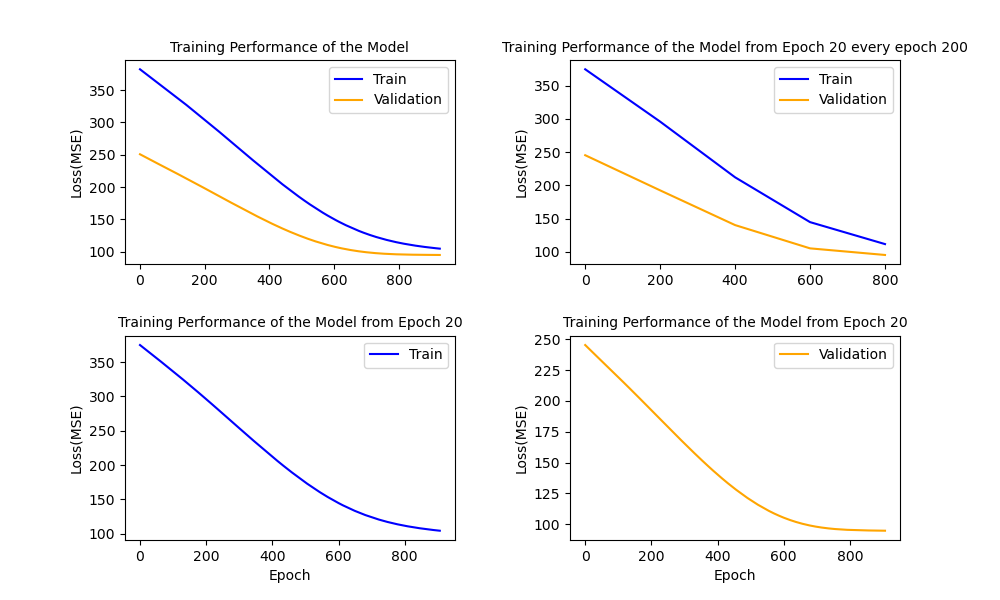 Training Performance of the Model
Loss(MSE)
350
300
250
200
150
100
0 200 400 600 800
Train
Validation
Training Performance of the Model from Epoch 20 every epoch 200
Loss(MSE)
350
300
250
200
150
100
0 200 400 600 800
Train
Validation
Training Performance of the Model from Epoch 20
Loss(MSE)
350
300
250
200
150
100
0 200 400 600 800
Epoch
Train
Training Performance of the Model from Epoch 20
Loss(MSE)
250
225
200
175
150
125
100
0 200 400 600 800
Epoch
Validation